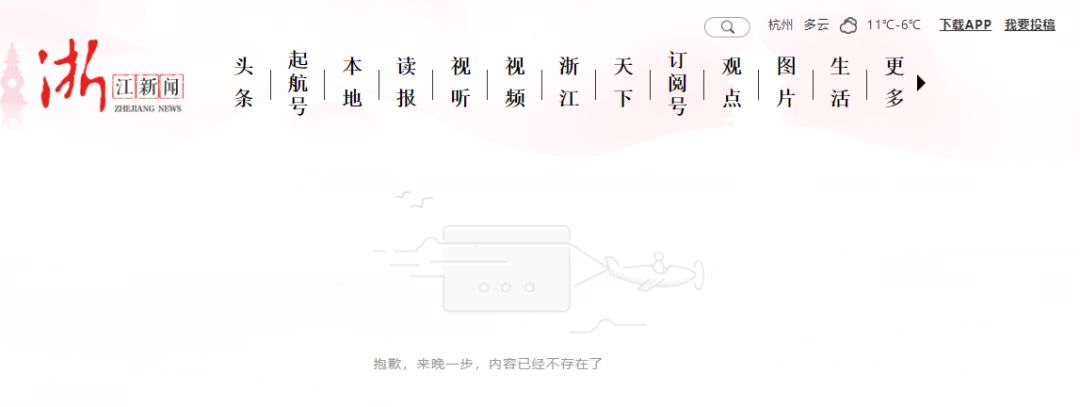 杭州 多云 11℃-6℃ 下载APP 我要投稿
浙江新闻
ZHEJIANG NEWS
头条 起航号 本地 读报 视听 视频 浙江 天下 订阅号 观点 图片 生活 更多
抱歉，来晚一步，内容已经不存在了